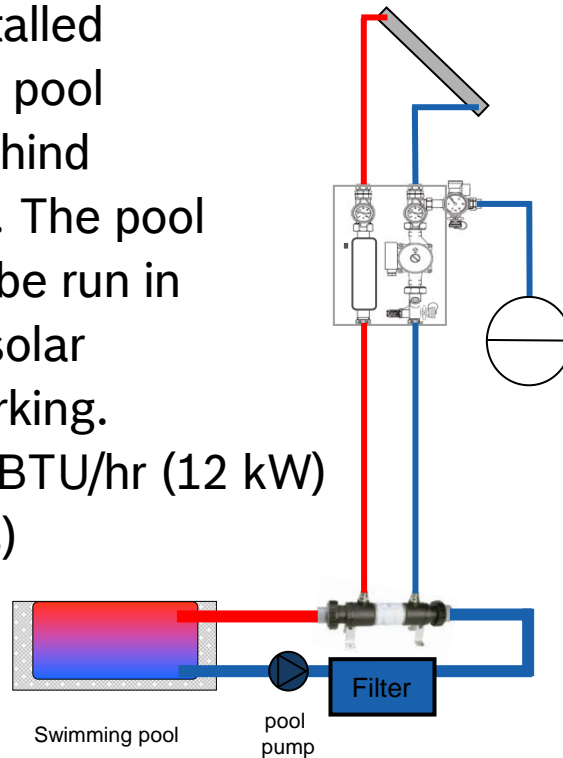 talled
pool
hind
. The pool
be run in
solar
rking.
BTU/hr (12 kW)
)
Filter
Swimming pool
pool
pump